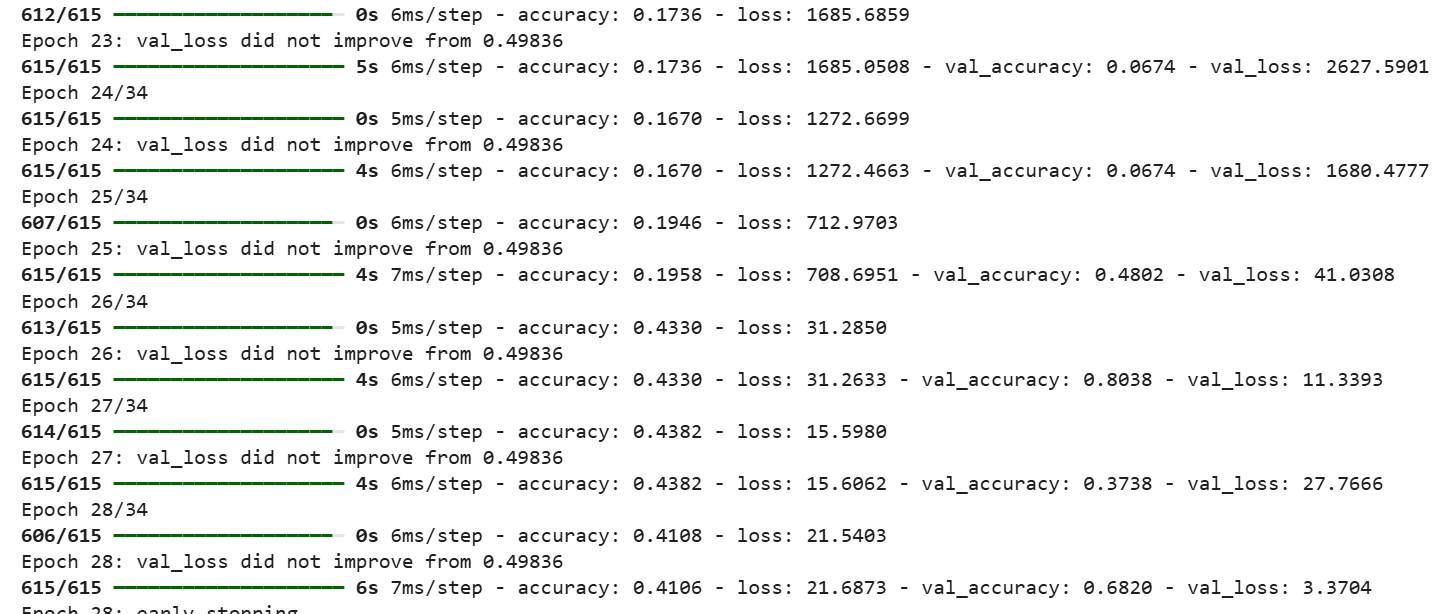 612/615 ━━━━━━━━━━━━━━━━━━━━ 0s 6ms/step - accuracy: 0.1736 - loss: 1685.6859
Epoch 23: val_loss did not improve from 0.49836
615/615 ━━━━━━━━━━━━━━━━━━━━ 5s 6ms/step - accuracy: 0.1736 - loss: 1685.0508 - val_accuracy: 0.0674 - val_loss: 2627.5901
Epoch 24/34
615/615 ━━━━━━━━━━━━━━━━━━━━ 0s 5ms/step - accuracy: 0.1670 - loss: 1272.6699
Epoch 24: val_loss did not improve from 0.49836
615/615 ━━━━━━━━━━━━━━━━━━━━ 4s 6ms/step - accuracy: 0.1670 - loss: 1272.4663 - val_accuracy: 0.0674 - val_loss: 1680.4777
Epoch 25/34
607/615 ━━━━━━━━━━━━━━━━━━━━ 0s 6ms/step - accuracy: 0.1946 - loss: 712.9703
Epoch 25: val_loss did not improve from 0.49836
615/615 ━━━━━━━━━━━━━━━━━━━━ 4s 7ms/step - accuracy: 0.1958 - loss: 708.6951 - val_accuracy: 0.4802 - val_loss: 41.0308
Epoch 26/34
613/615 ━━━━━━━━━━━━━━━━━━━━ 0s 5ms/step - accuracy: 0.4330 - loss: 31.2850
Epoch 26: val_loss did not improve from 0.49836
615/615 ━━━━━━━━━━━━━━━━━━━━ 4s 6ms/step - accuracy: 0.4330 - loss: 31.2633 - val_accuracy: 0.8038 - val_loss: 11.3393
Epoch 27/34
614/615 ━━━━━━━━━━━━━━━━━━━━ 0s 5ms/step - accuracy: 0.4382 - loss: 15.5980
Epoch 27: val_loss did not improve from 0.49836
615/615 ━━━━━━━━━━━━━━━━━━━━ 4s 6ms/step - accuracy: 0.4382 - loss: 15.6062 - val_accuracy: 0.3738 - val_loss: 27.7666
Epoch 28/34
606/615 ━━━━━━━━━━━━━━━━━━━━ 0s 6ms/step - accuracy: 0.4108 - loss: 21.5403
Epoch 28: val_loss did not improve from 0.49836
615/615 ━━━━━━━━━━━━━━━━━━━━ 6s 7ms/step - accuracy: 0.4106 - loss: 21.6873 - val_accuracy: 0.6820 - val_loss: 3.3704
Epoch 28: early stopping